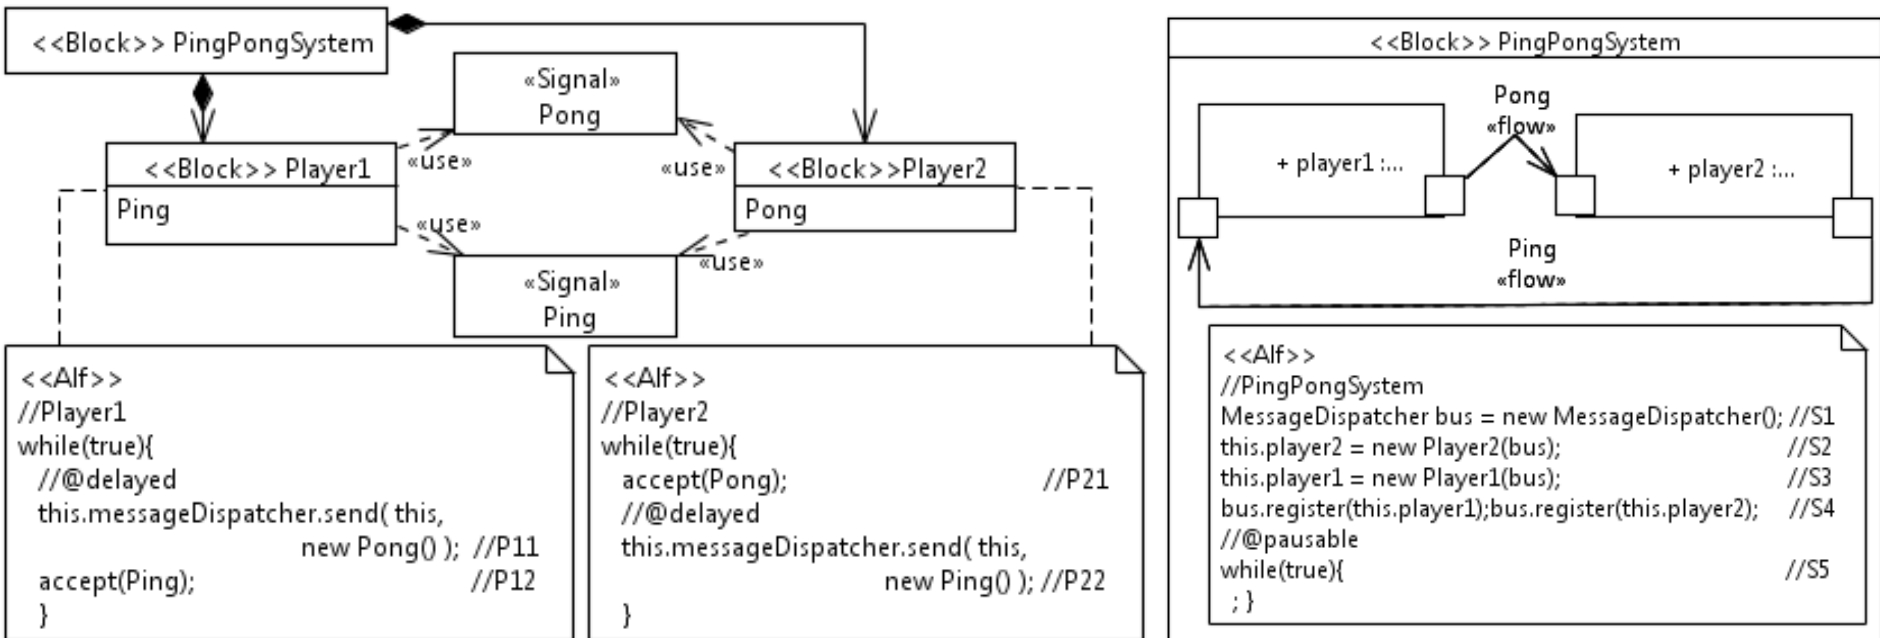 <<Block>> PingPongSystem
«Signal»
Pong
<<Block>> Player1
Ping
«use»
«use»
<<Block>>Player2
Pong
«use»
«use»
«Signal»
Ping
<<Alf>>
//Player1
while(true){
//@delayed
this.messageDispatcher.send( this,
new Pong() ); //P11
accept(Ping); //P12
}
<<Alf>>
//Player2
while(true){
accept(Pong); //P21
//@delayed
this.messageDispatcher.send( this,
new Ping() ); //P22
}
<<Block>> PingPongSystem
Pong
«flow»
+ player1 :...
+ player2 :...
Ping
«flow»
<<Alf>>
//PingPongSystem
MessageDispatcher bus = new MessageDispatcher(); //S1
this.player2 = new Player2(bus); //S2
this.player1 = new Player1(bus); //S3
bus.register(this.player1);bus.register(this.player2); //S4
//@pausable
while(true){ //S5
; }